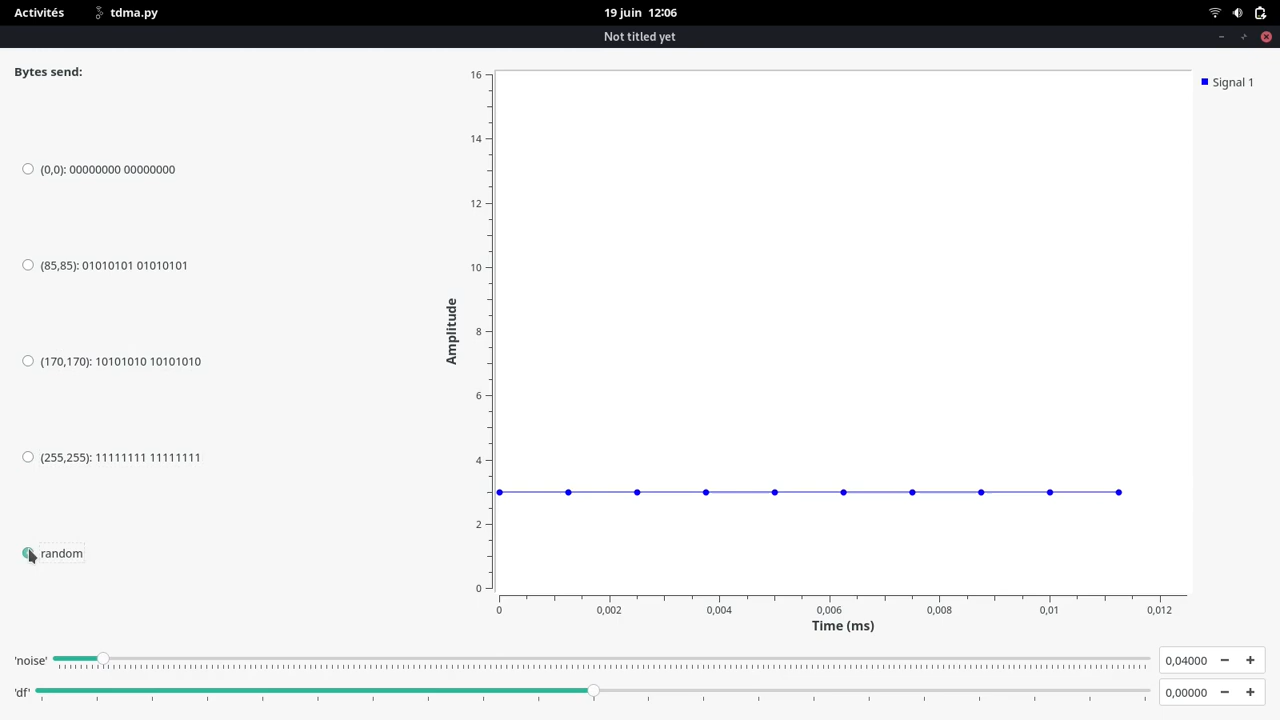 Activités tdma.py 19 juin 12:06
Not titled yet
Bytes send:
(0,0): 00000000 00000000
(85,85): 01010101 01010101
(170,170): 10101010 10101010
(255,255): 11111111 11111111
random
Amplitude
16
14
12
10
8
6
4
2
0
0 0,002 0,004 0,006 0,008 0,01 0,012
Time (ms)
Signal 1
'noise' 0,04000 − +
'df' 0,00000 − +